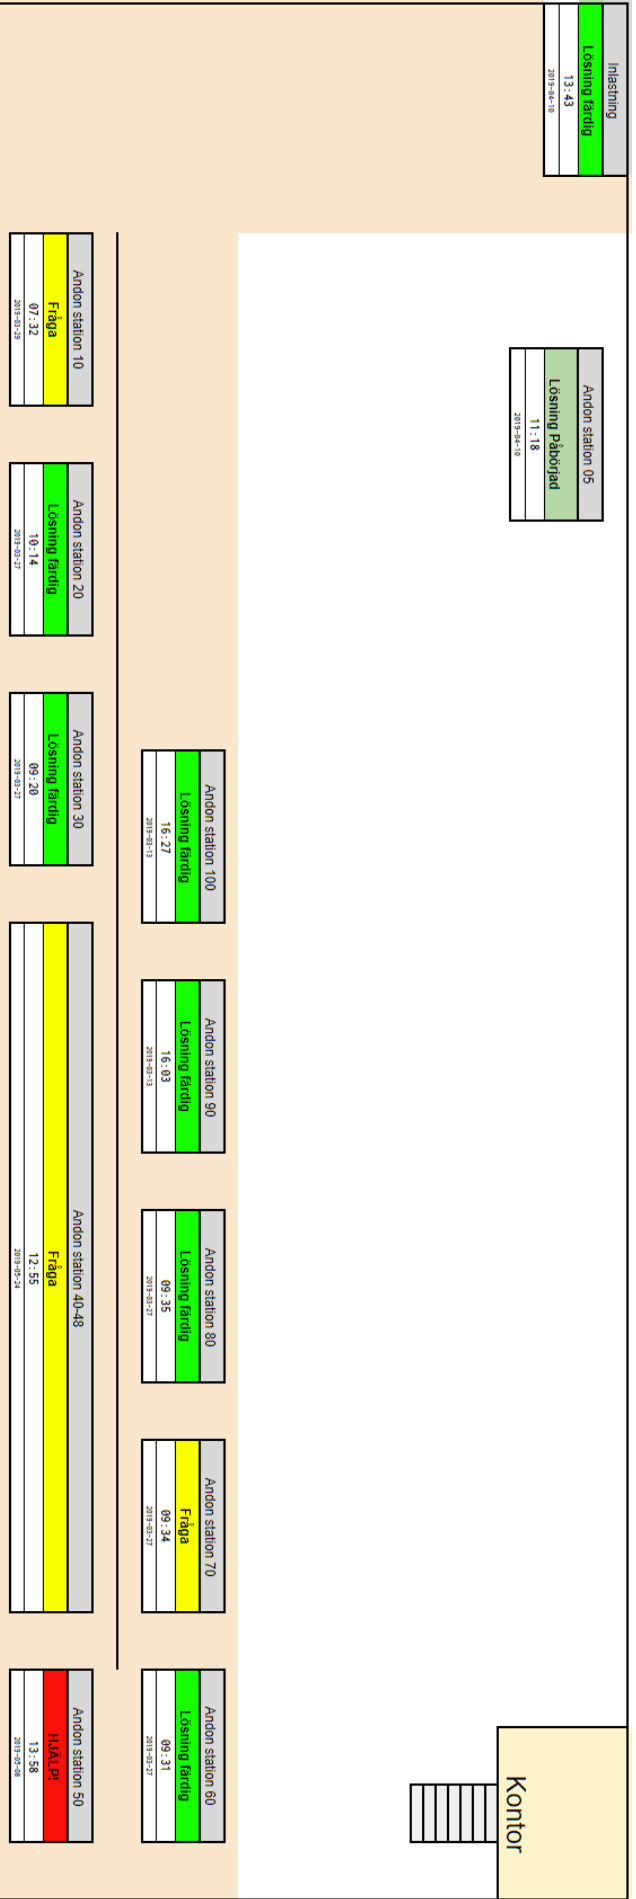 Inlastning
Lösning färdig
13:43
2019-04-10
Andon station 05
Lösning Påbörjad
11:18
2019-04-10
Kontor
Andon station 100
Lösning färdig
16:27
2019-03-13
Andon station 90
Lösning färdig
16:03
2019-03-13
Andon station 80
Lösning färdig
09:35
2019-03-27
Andon station 70
Fråga
09:34
2019-03-27
Andon station 60
Lösning färdig
09:31
2019-03-27
Andon station 10
Fråga
07:32
2019-03-29
Andon station 20
Lösning färdig
10:14
2019-03-27
Andon station 30
Lösning färdig
09:20
2019-03-27
Andon station 40-48
Fråga
12:55
2019-05-24
Andon station 50
HJÄLP!
13:58
2019-05-08